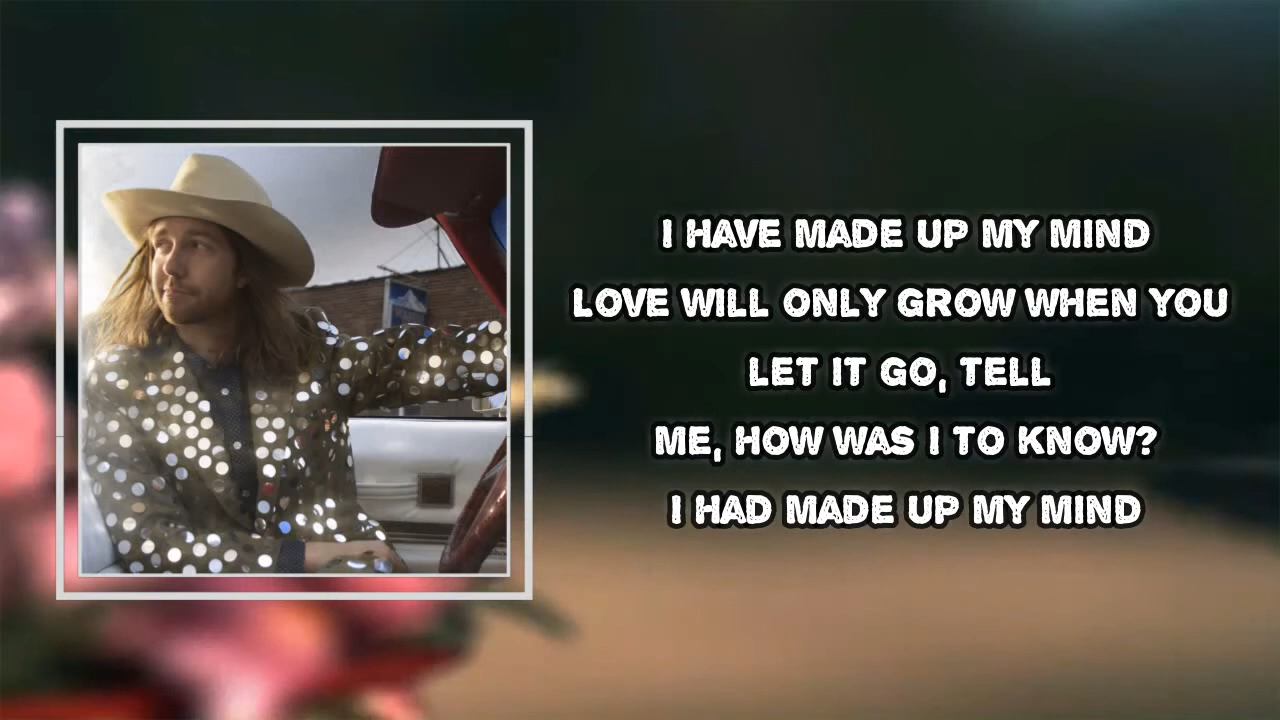 I HAVE MADE UP MY MIND
LOVE WILL ONLY GROW WHEN YOU
LET IT GO, TELL
ME, HOW WAS I TO KNOW?
I HAD MADE UP MY MIND